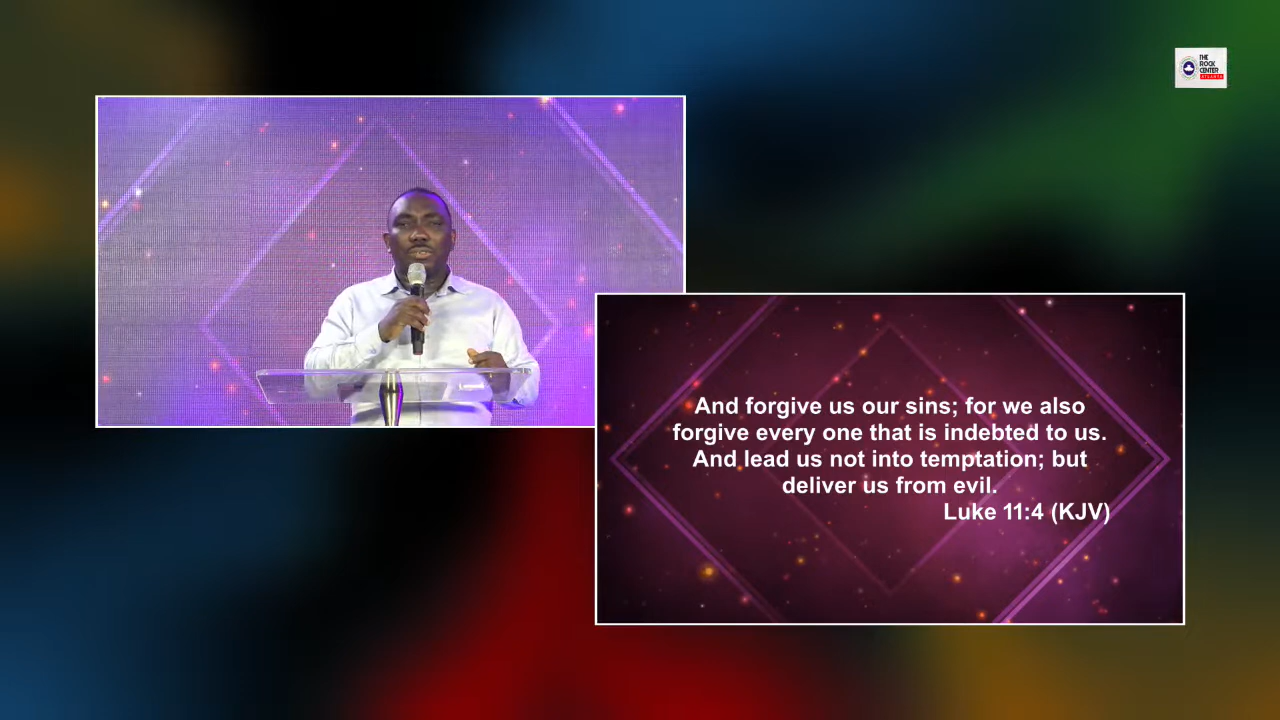 THE
ROCK
CENTER
ATLANTA
And forgive us our sins; for we also
forgive every one that is indebted to us.
And lead us not into temptation; but
deliver us from evil.
Luke 11:4 (KJV)